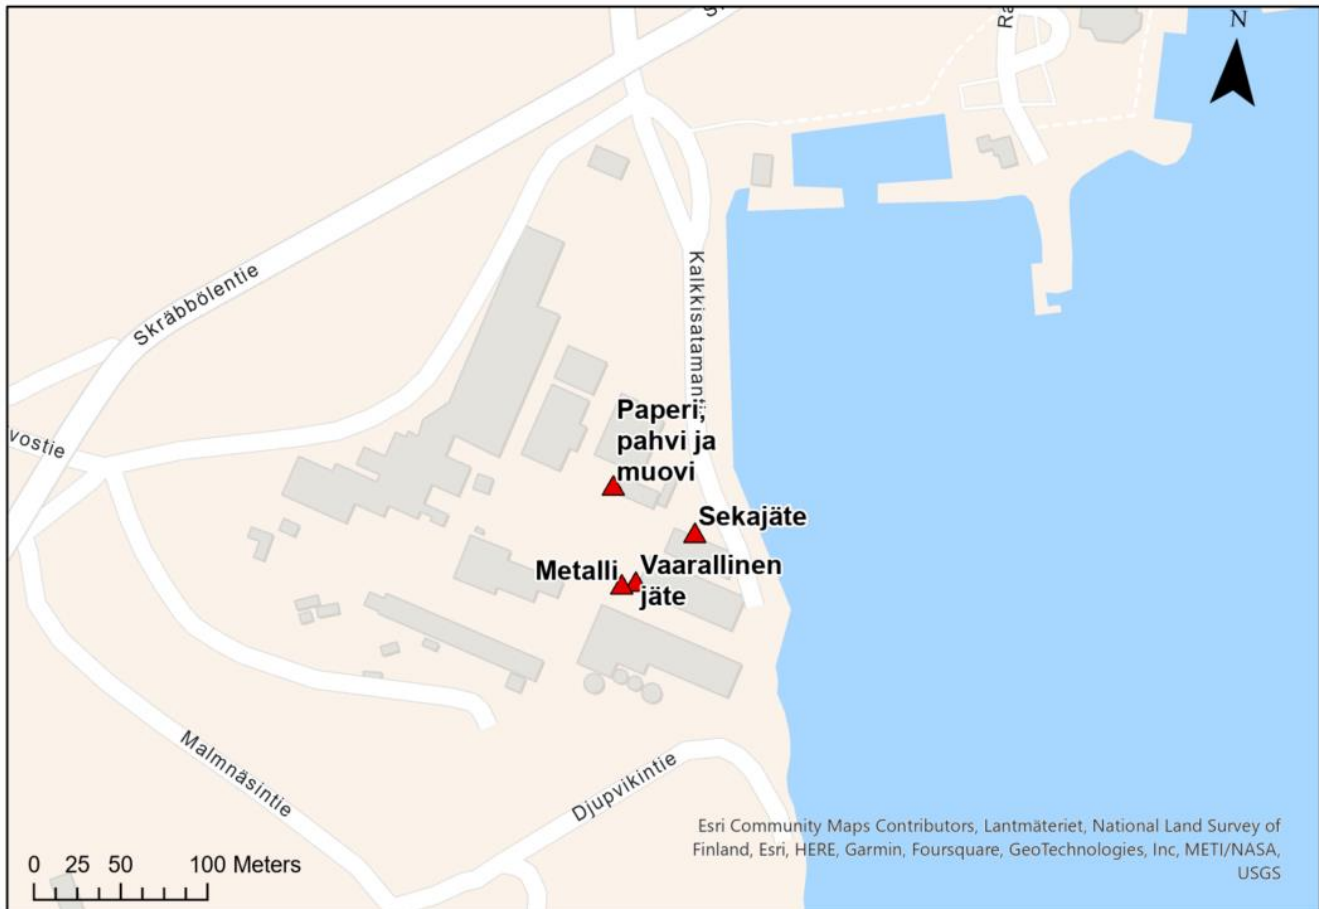 N
Skräbbölentie
Kalkkisatamanti
vostie
Paperi,
pahvi ja
muovi
Sekajäte
Metalli
Vaarallinen
jäte
Malmnäsintie
Djupvikintie
Esri Community Maps Contributors, Lantmäteriet, National Land Survey of
Finland, Esri, HERE, Garmin, Foursquare, GeoTechnologies, Inc, METI/NASA,
USGS
0 25 50 100 Meters